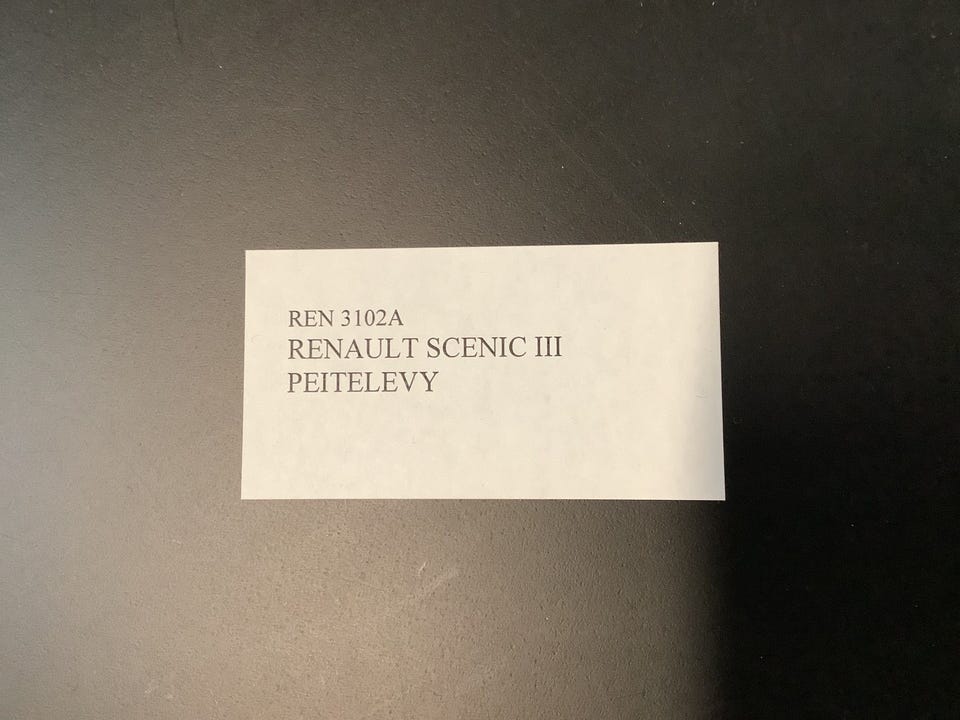 REN 3102A
RENAULT SCENIC III
PEITELEVY